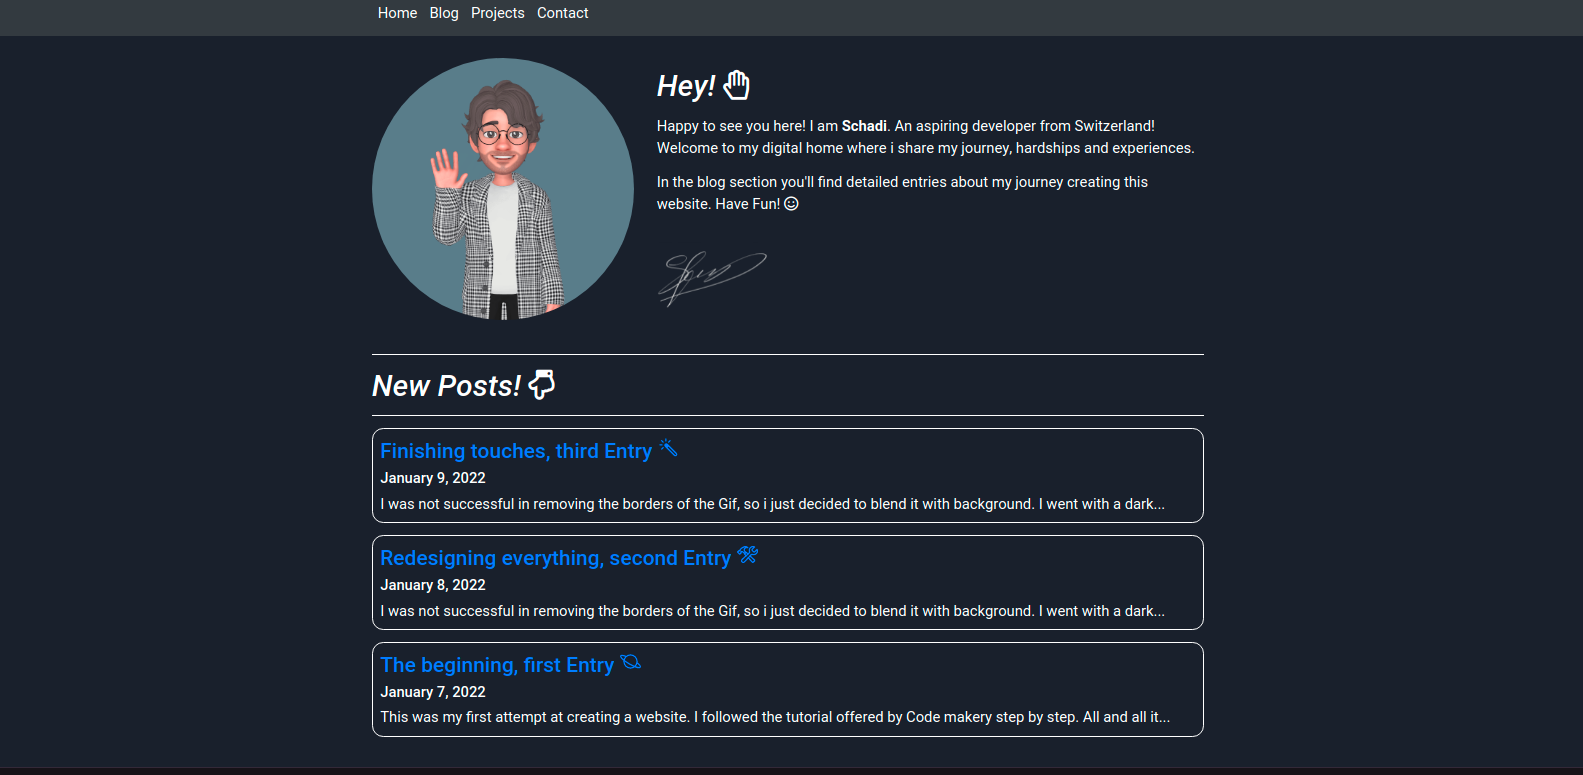 Home Blog Projects Contact
Hey!
Happy to see you here! I am Schadi. An aspiring developer from Switzerland!
Welcome to my digital home where i share my journey, hardships and experiences.
In the blog section you'll find detailed entries about my journey creating this
website. Have Fun!
New Posts!
Finishing touches, third Entry
January 9, 2022
I was not successful in removing the borders of the Gif, so i just decided to blend it with background. I went with a dark...
Redesigning everything, second Entry
January 8, 2022
I was not successful in removing the borders of the Gif, so i just decided to blend it with background. I went with a dark...
The beginning, first Entry
January 7, 2022
This was my first attempt at creating a website. I followed the tutorial offered by Code makery step by step. All and all it...